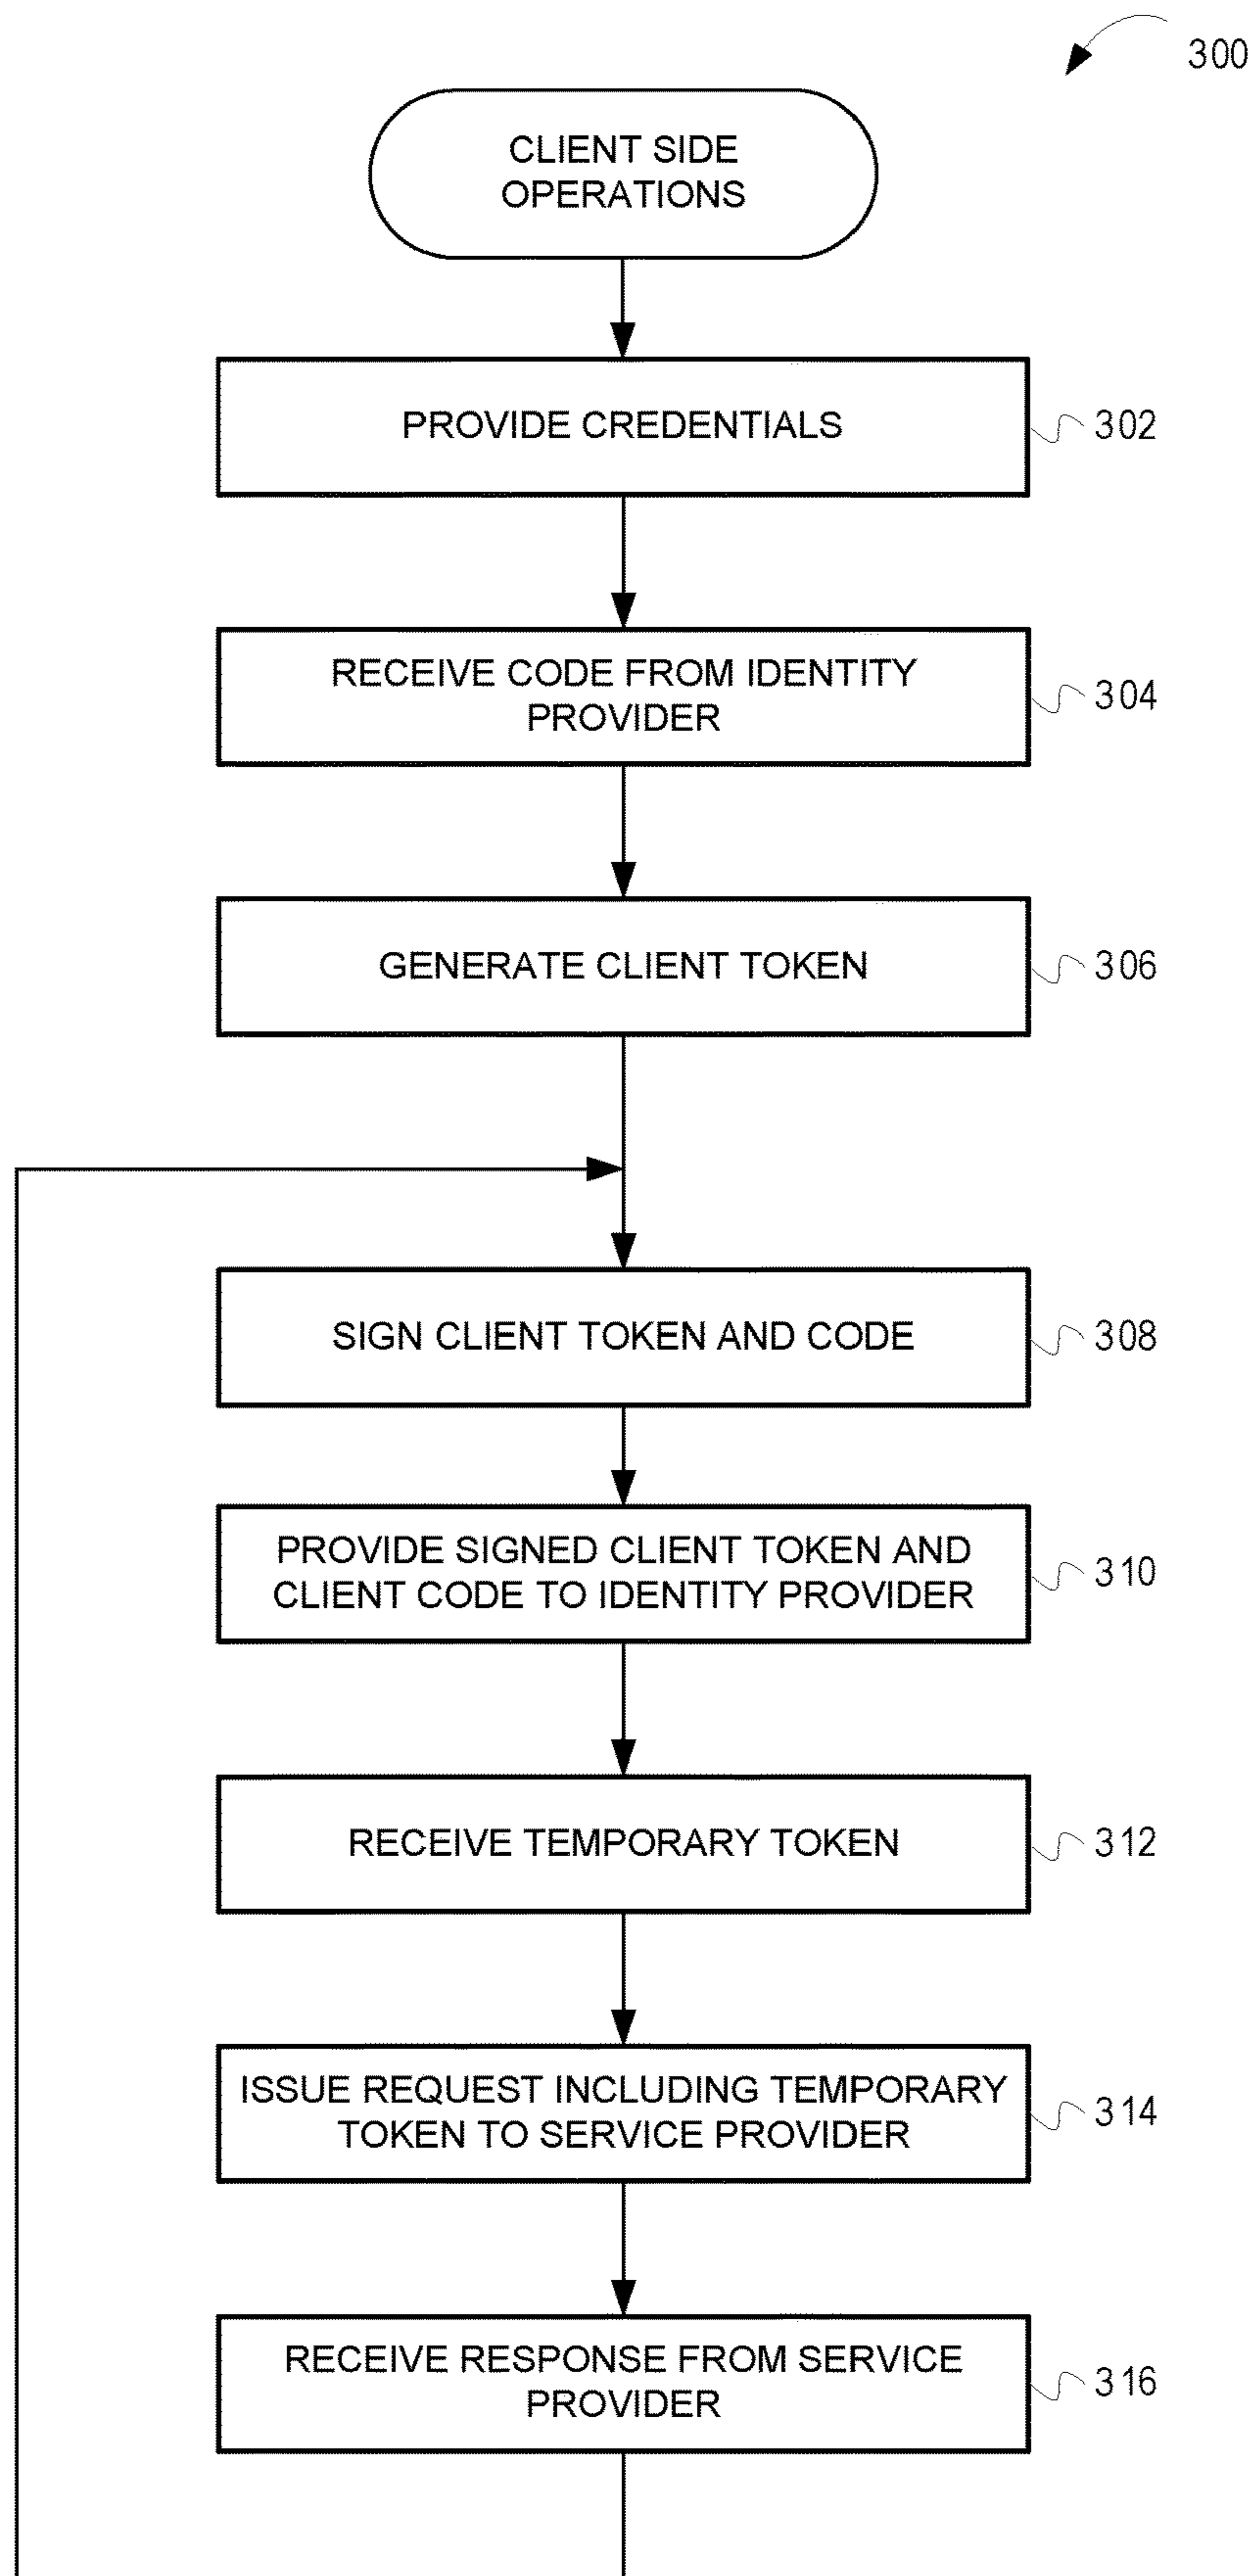 300
CLIENT SIDE
OPERATIONS
PROVIDE CREDENTIALS
302
RECEIVE CODE FROM IDENTITY
PROVIDER
304
GENERATE CLIENT TOKEN
306
SIGN CLIENT TOKEN AND CODE
308
PROVIDE SIGNED CLIENT TOKEN AND
CLIENT CODE TO IDENTITY PROVIDER
310
RECEIVE TEMPORARY TOKEN
312
ISSUE REQUEST INCLUDING TEMPORARY
TOKEN TO SERVICE PROVIDER
314
RECEIVE RESPONSE FROM SERVICE
PROVIDER
316